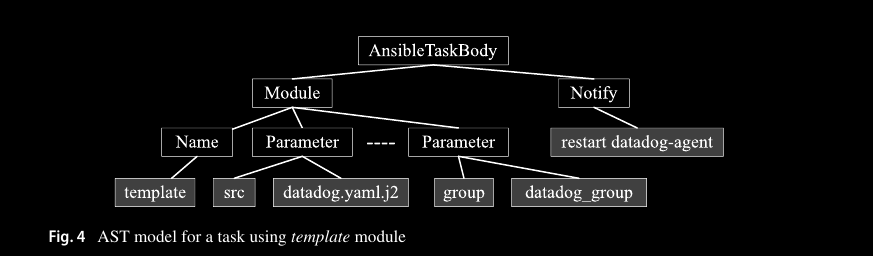 AnsibleTaskBody
Module Notify
Name Parameter ---- Parameter restart datadog-agent
template src datadog.yaml.j2 group datadog_group
Fig. 4 AST model for a task using template module